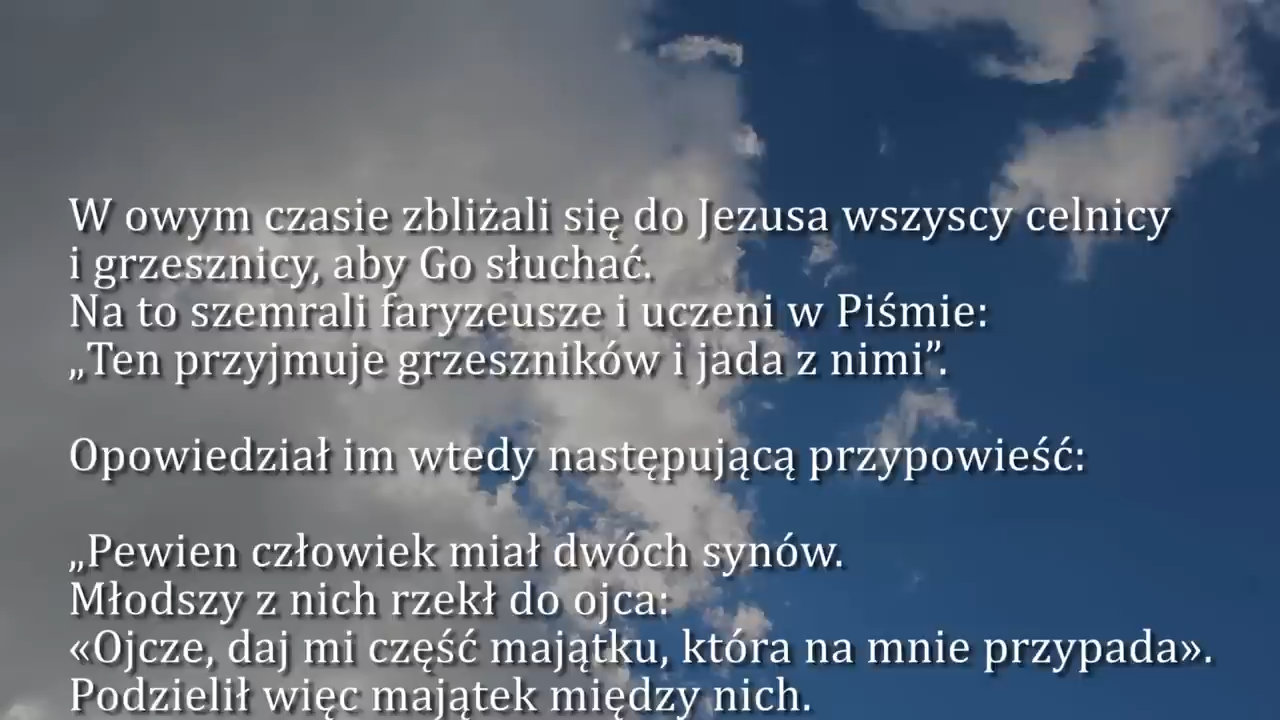 W owym czasie zbliżali się do Jezusa wszyscy celnicy
i grzesznicy, aby Go słuchać.
Na to szemrali faryzeusze i uczeni w Piśmie:
„Ten przyjmuje grzeszników i jada z nimi”.
Opowiedział im wtedy następującą przypowieść:
„Pewien człowiek miał dwóch synów.
Młodszy z nich rzekł do ojca:
«Ojcze, daj mi część majątku, która na mnie przypada».
Podzielił więc majątek między nich.